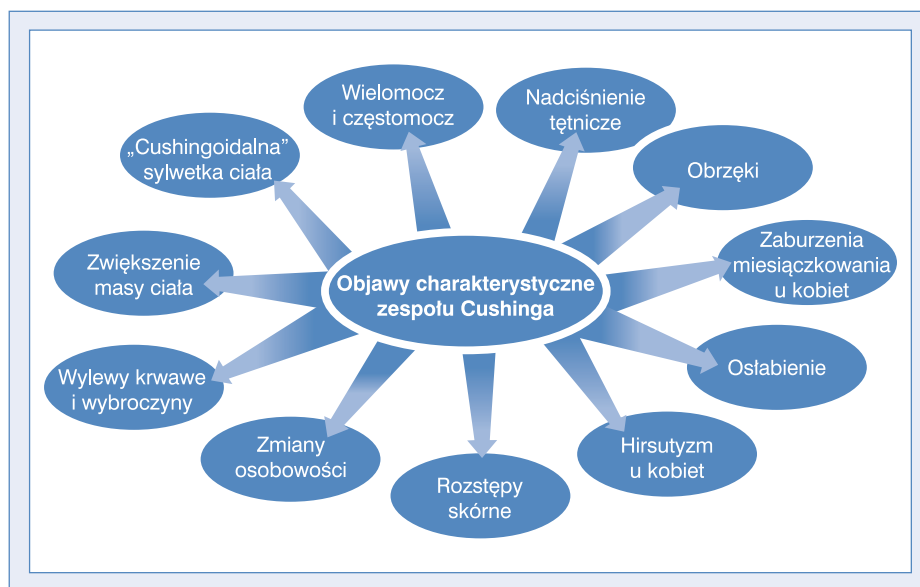 Wielomocz
i częstomocz
Nadciśnienie
tętnicze
„Cushingoidalna”
sylwetka ciała
Obrzęki
Zwiększenie
masy ciała
Objawy charakterystyczne
zespołu Cushinga
Zaburzenia
miesiączkowania
u kobiet
Wylewy krwawe
i wybroczyny
Osłabienie
Zmiany
osobowości
Rozstępy
skórne
Hirsutyzm
u kobiet